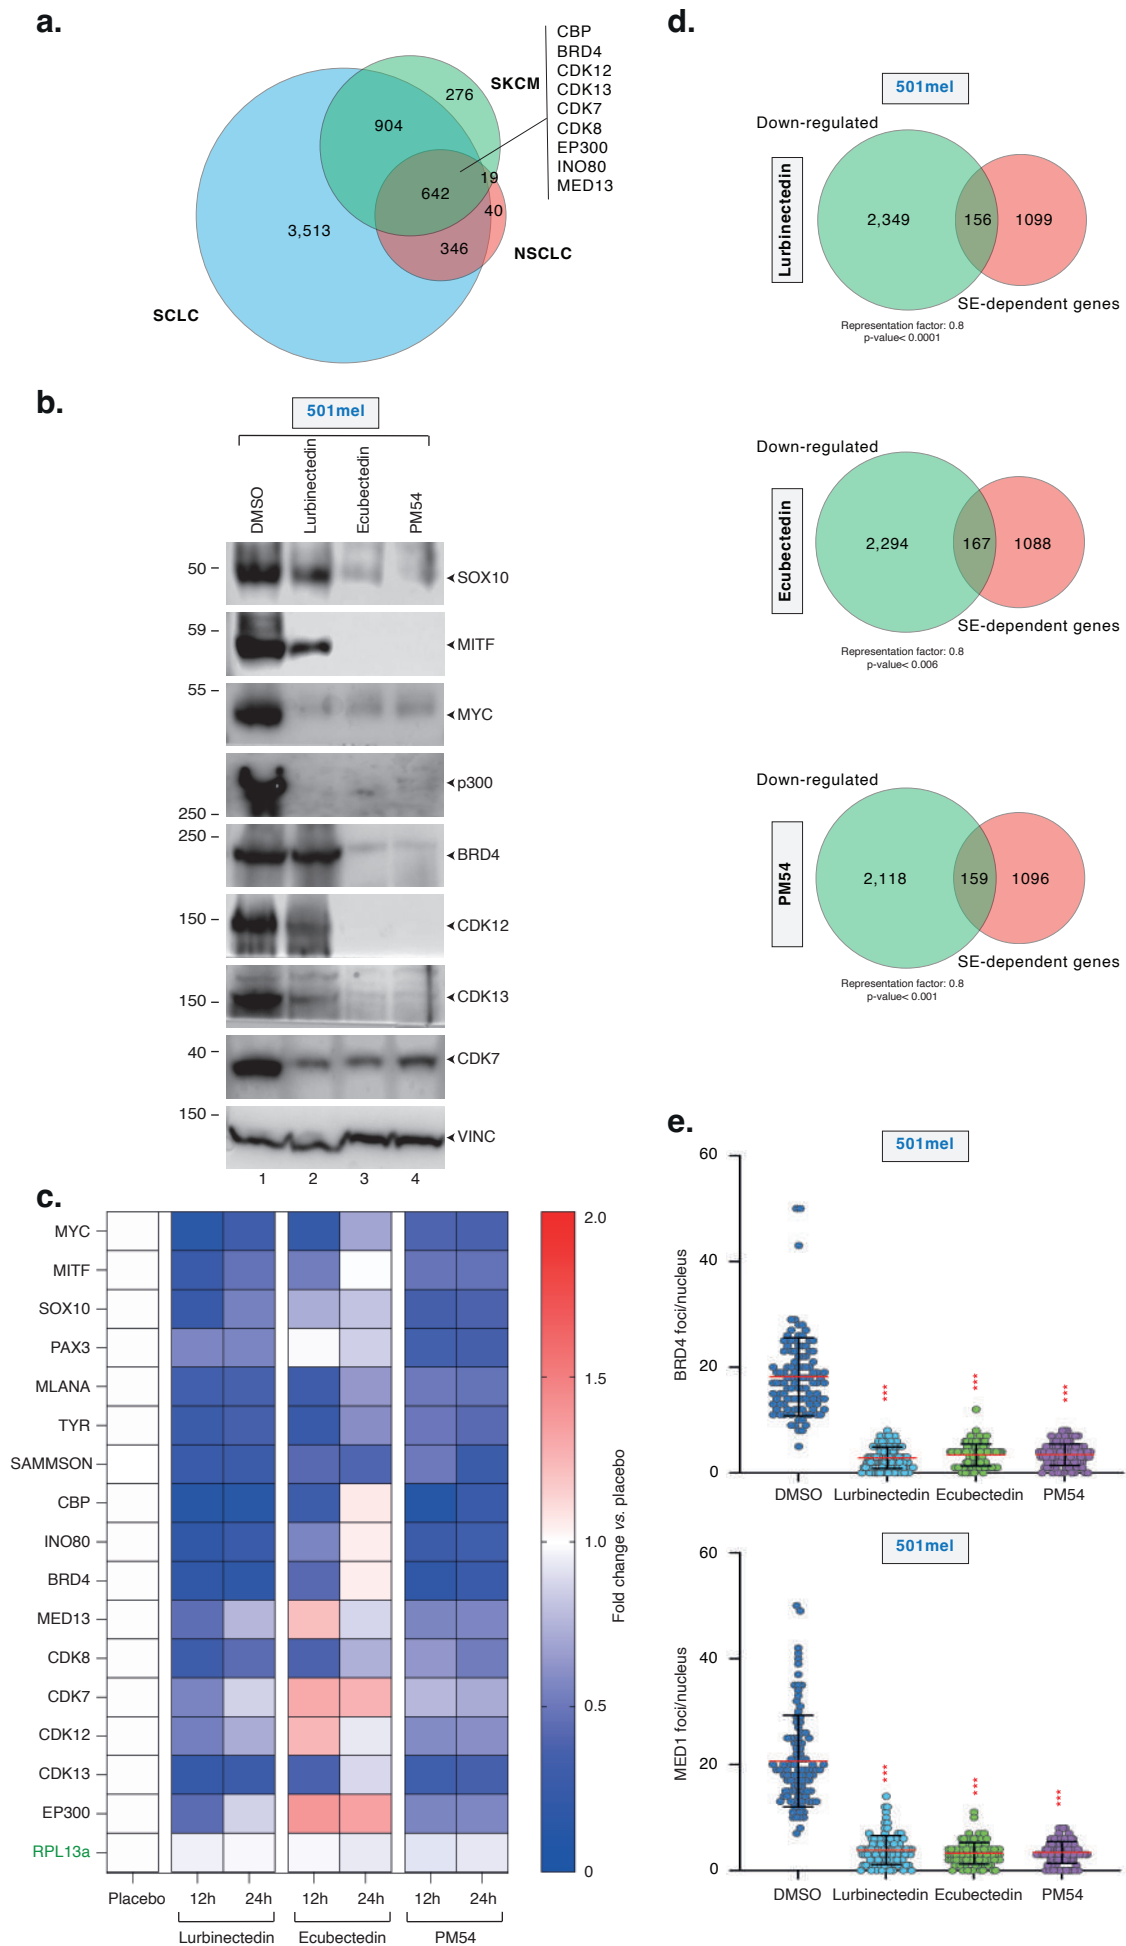 a.
SKCM
276
904
19
642
40
3,513
346
NSCLC
SCLC
CBP
BRD4
CDK12
CDK13
CDK7
CDK8
EP300
INO80
MED13
b.
501mel
DMSO
Lurbinectedin
Ecubectedin
PM54
50
SOX10
59
MITF
55
MYC
p300
250
250
BRD4
150
CDK12
150
CDK13
40
CDK7
150
VINC
1 2 3 4
c.
MYC
MITF
SOX10
PAX3
MLANA
TYR
SAMMSON
CBP
INO80
BRD4
MED13
CDK8
CDK7
CDK12
CDK13
EP300
RPL13a
Placebo 12h 24h 12h 24h 12h 24h
Lurbinectedin Ecubectedin PM54
2.0
1.5
1.0
0.5
0
Fold change vs. placebo
d.
501mel
Lurbinectedin
Down-regulated
2,349 156 1099
SE-dependent genes
Representation factor: 0.8
p-value< 0.0001
Ecubectedin
Down-regulated
2,294 167 1088
SE-dependent genes
Representation factor: 0.8
p-value< 0.006
PM54
Down-regulated
2,118 159 1096
SE-dependent genes
Representation factor: 0.8
p-value< 0.001
e.
501mel
BRD4 foci/nucleus
60
40
20
0
***
***
***
DMSO Lurbinectedin Ecubectedin PM54
501mel
MED1 foci/nucleus
60
40
20
0
***
***
***
DMSO Lurbinectedin Ecubectedin PM54